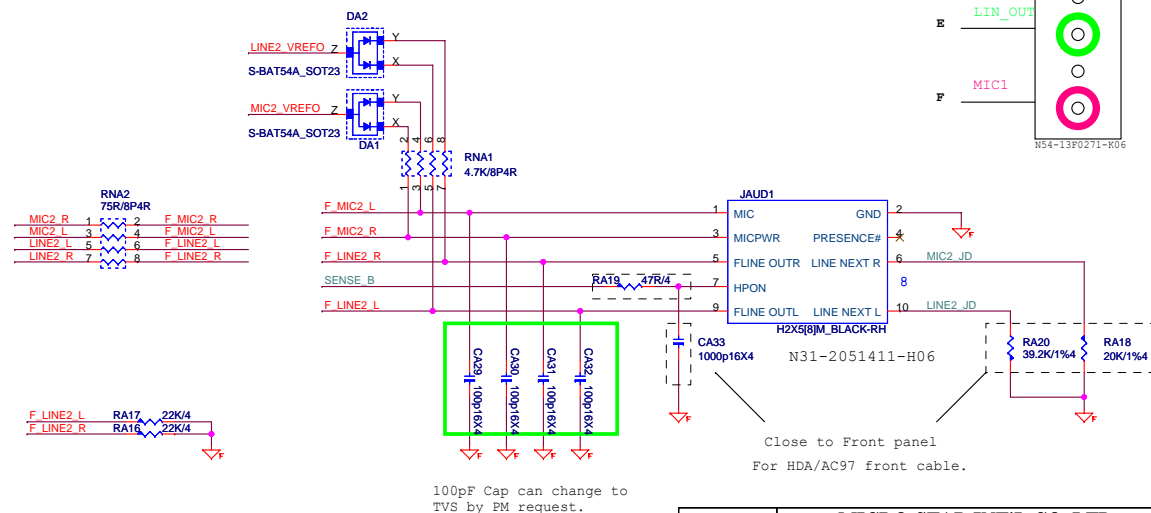 DA2
LINE2_VREFO Z
Y
X
S-BAT54A_SOT23
MIC2_VREFO Z
Y
X
S-BAT54A_SOT23
DA1
2 4 6 8
RNA1
4.7K/8P4R
1 3 5 7
E LIN_OUT
F MIC1
N54-13F0271-K06
RNA2
75R/8P4R
MIC2_R 1 2 F_MIC2_R
MIC2_L 3 4 F_MIC2_L
LINE2_L 5 6 F_LINE2_L
LINE2_R 7 8 F_LINE2_R
JAUD1
F_MIC2_L 1 MIC GND 2
F_MIC2_R 3 MICPWR PRESENCE# 4
F_LINE2_R 5 FLINE OUTR LINE NEXT R 6 MIC2_JD
SENSE_B RA19 47R/4 7 HPON 8
F_LINE2_L 9 FLINE OUTL LINE NEXT L 10 LINE2_JD
H2X5[8]M_BLACK-RH
N31-2051411-H06
CA29 100p16X4
CA30 100p16X4
CA31 100p16X4
CA32 100p16X4
CA33
1000p16X4
RA20
39.2K/1%4
RA18
20K/1%4
F
F
F
F
F
F
F
F_LINE2_L RA17 22K/4
F_LINE2_R RA16 22K/4
F
Close to Front panel
For HDA/AC97 front cable.
100pF Cap can change to
TVS by PM request.